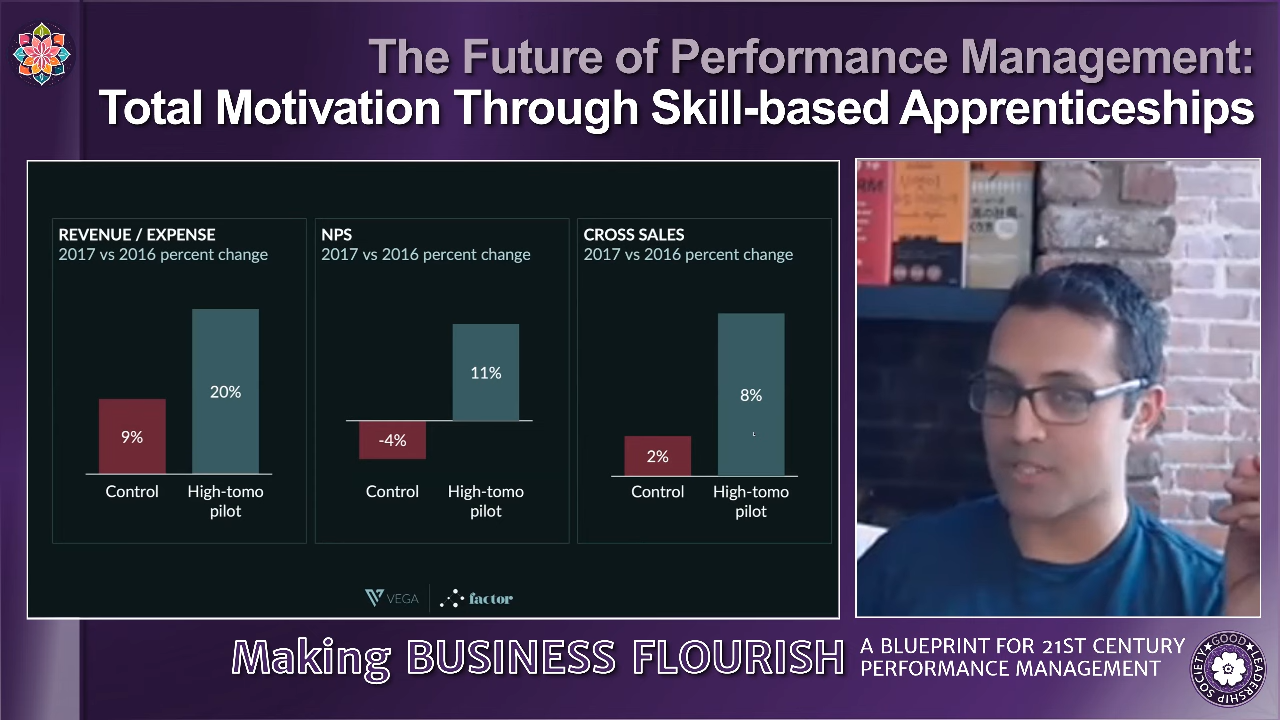 The Future of Performance Management:
Total Motivation Through Skill-based Apprenticeships
REVENUE / EXPENSE
2017 vs 2016 percent change
9%
20%
Control
High-tomo
pilot
NPS
2017 vs 2016 percent change
-4%
11%
Control
High-tomo
pilot
CROSS SALES
2017 vs 2016 percent change
2%
8%
Control
High-tomo
pilot
VEGA
factor
Making BUSINESS FLOURISH
A BLUEPRINT FOR 21ST CENTURY
PERFORMANCE MANAGEMENT
GOOD LEADERSHIP SOCIETY